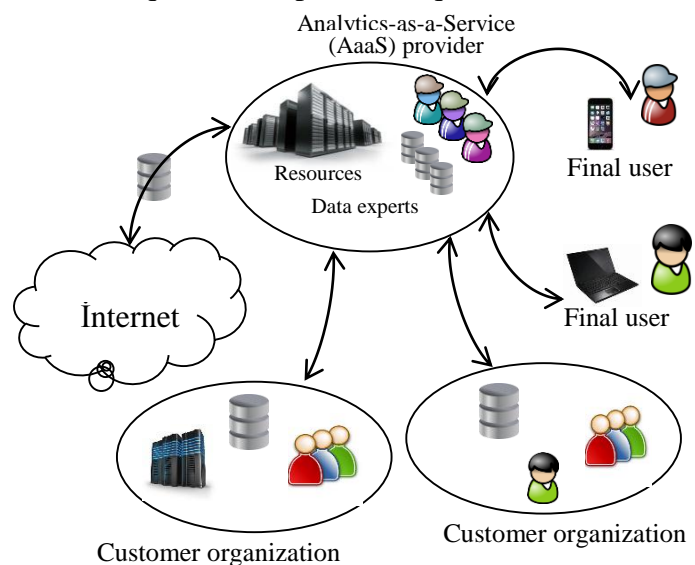 Analytics-as-a-Service
(AaaS) provider
Resources
Data experts
Final user
Final user
İnternet
Customer organization
Customer organization